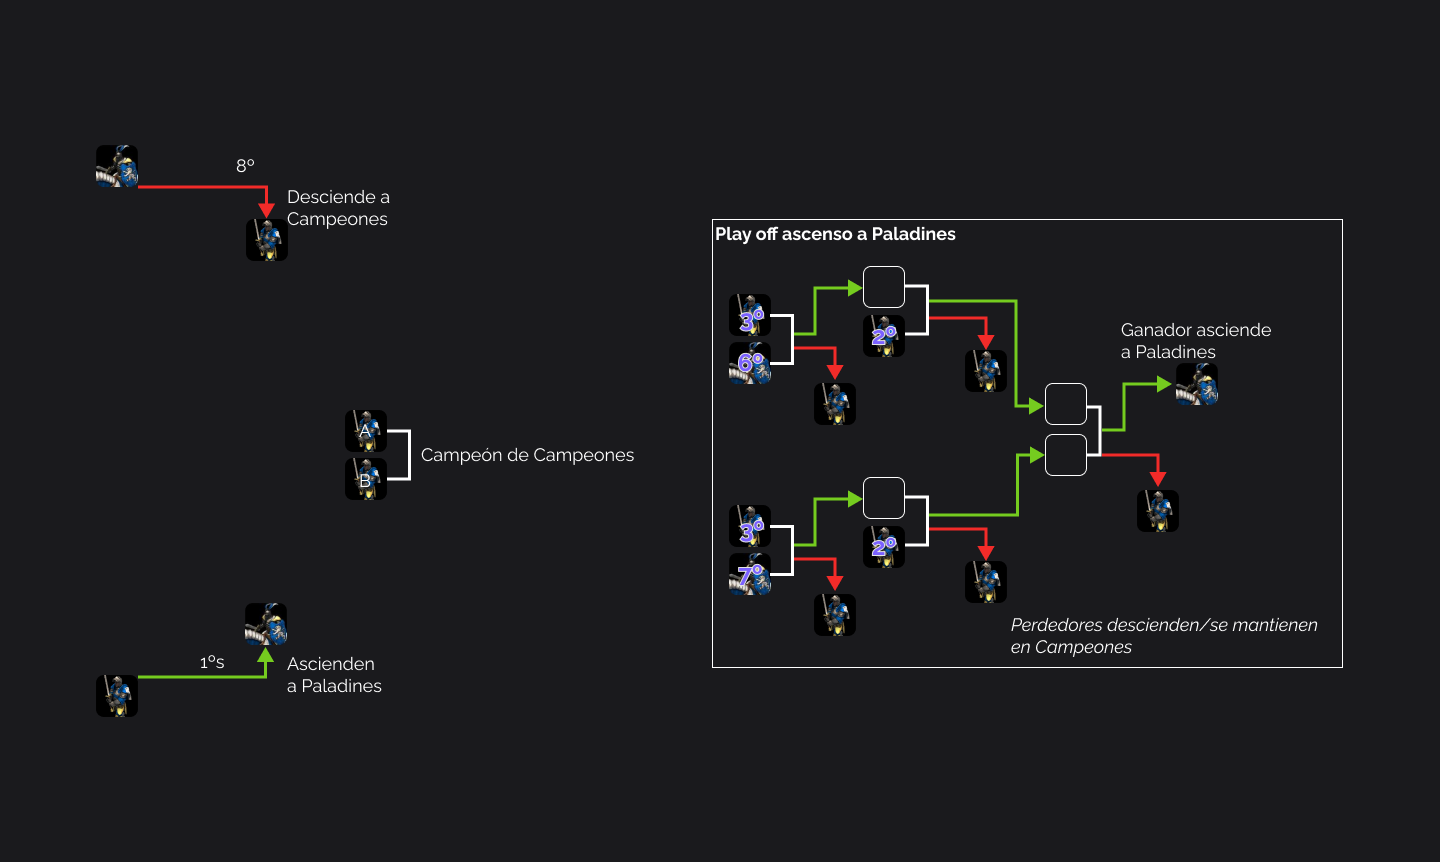 8º
Desciende a
Campeones
A
B
Campeón de Campeones
1ºs
Ascienden
a Paladines
Play off ascenso a Paladines
3º
6º
2º
Ganador asciende
a Paladines
3º
7º
2º
Perdedores descienden/se mantienen
en Campeones